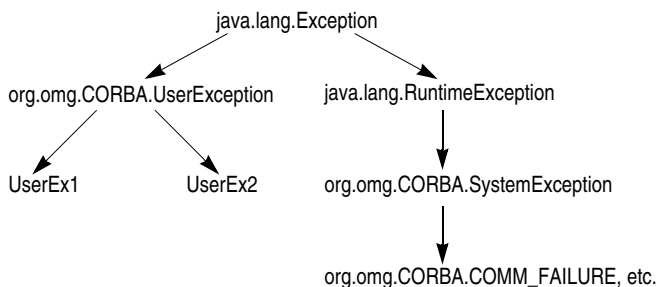 java.lang.Exception
org.omg.CORBA.UserException
java.lang.RuntimeException
UserEx1
UserEx2
org.omg.CORBA.SystemException
org.omg.CORBA.COMM_FAILURE, etc.